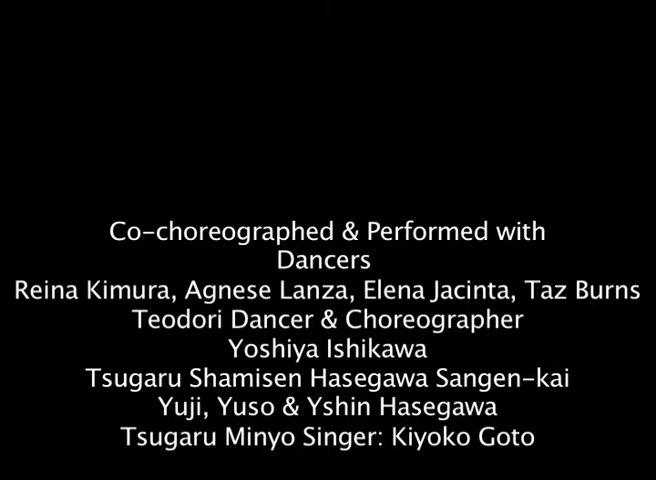 Co-choreographed & Performed with
Dancers
Reina Kimura, Agnese Lanza, Elena Jacinta, Taz Burns
Teodori Dancer & Choreographer
Yoshiya Ishikawa
Tsugaru Shamisen Hasegawa Sangen-kai
Yuji, Yuso & Yshin Hasegawa
Tsugaru Minyo Singer: Kiyoko Goto